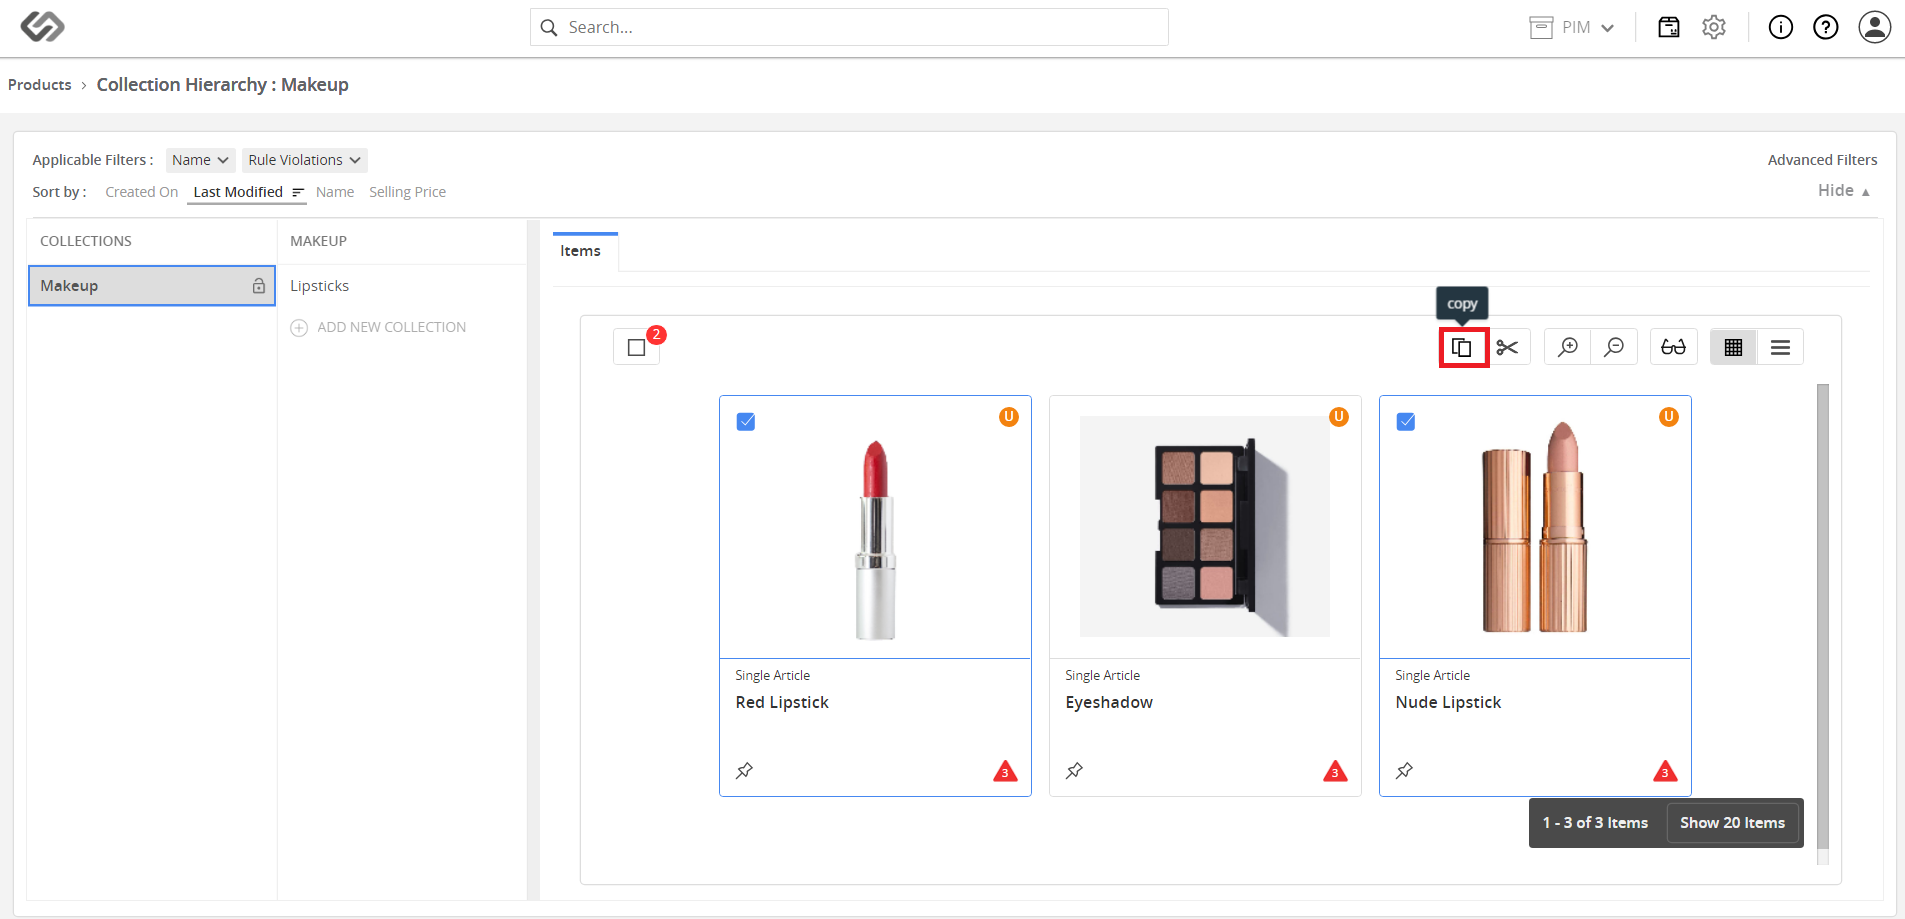 Search...
PIM
Products › Collection Hierarchy : Makeup
Applicable Filters : Name Rule Violations
Advanced Filters
Sort by : Created On Last Modified Name Selling Price
Hide ▲
COLLECTIONS
MAKEUP
Items
Makeup
Lipsticks
ADD NEW COLLECTION
copy
2
U
U
U
Single Article
Red Lipstick
3
Single Article
Eyeshadow
3
Single Article
Nude Lipstick
3
1 - 3 of 3 Items
Show 20 Items